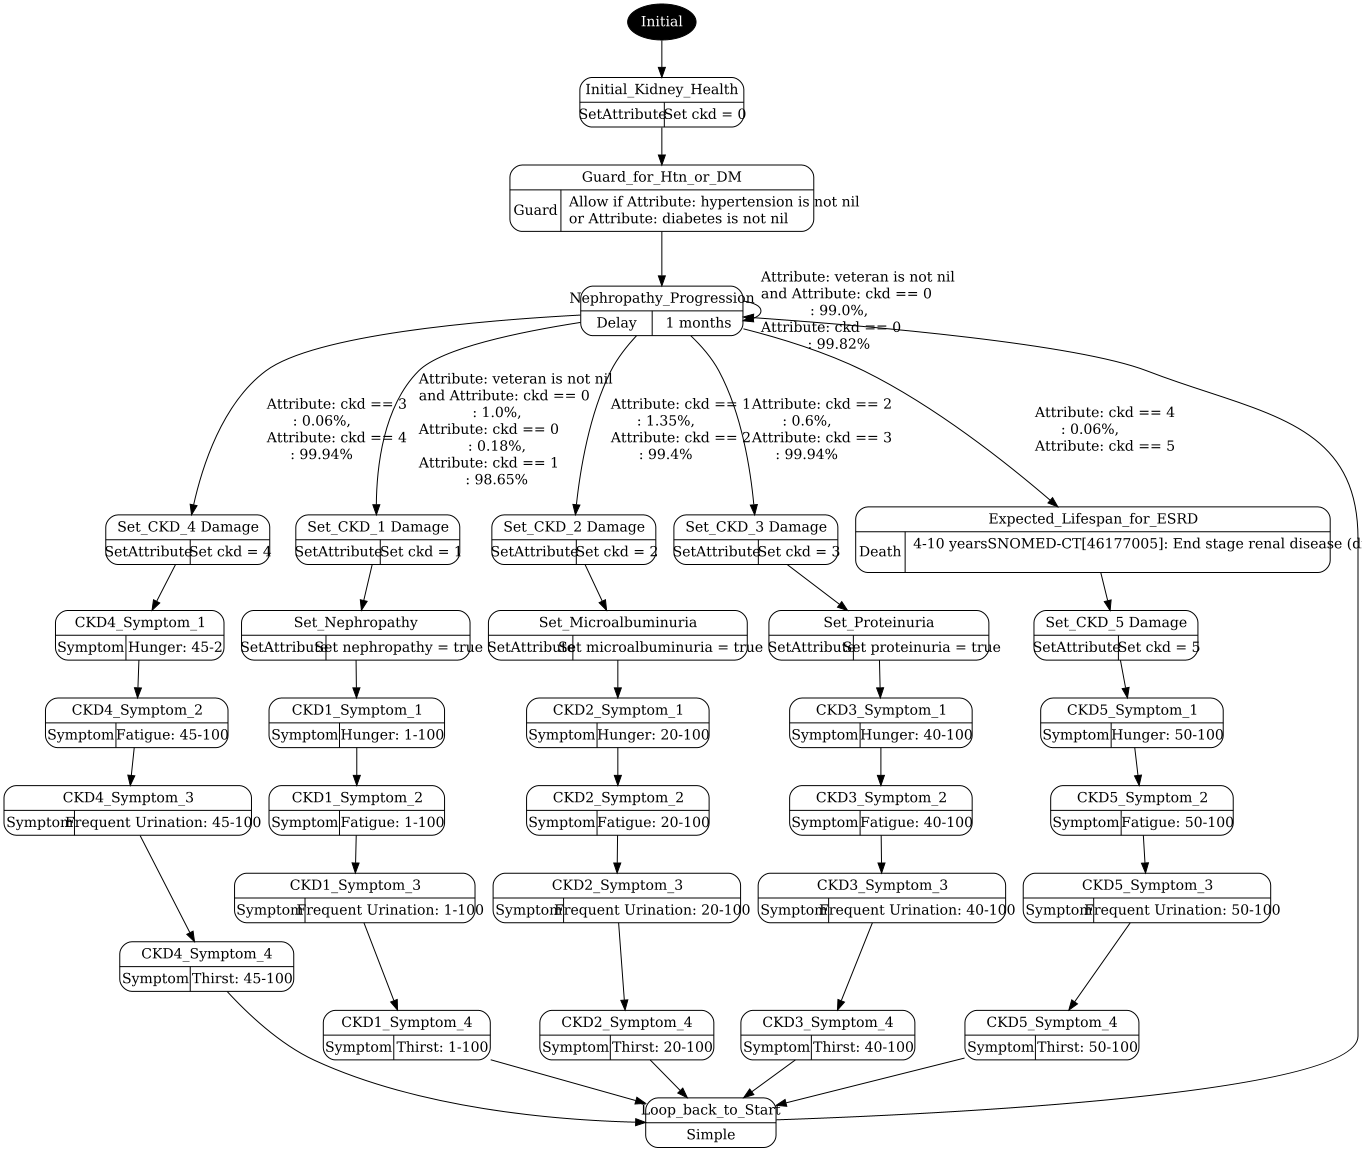 Initial
Initial_Kidney_Health
SetAttribute Set ckd = 0
Guard_for_Htn_or_DM
Guard
Allow if Attribute: hypertension is not nil
or Attribute: diabetes is not nil
Nephropathy_Progression
Delay 1 months
Attribute: veteran is not nil
and Attribute: ckd == 0
: 99.0%,
Attribute: ckd == 0
: 99.82%
Attribute: ckd == 3
: 0.06%,
Attribute: ckd == 4
: 99.94%
Attribute: veteran is not nil
and Attribute: ckd == 0
: 1.0%,
Attribute: ckd == 0
: 0.18%,
Attribute: ckd == 1
: 98.65%
Attribute: ckd == 1
: 1.35%,
Attribute: ckd == 2
: 99.4%
Attribute: ckd == 2
: 0.6%,
Attribute: ckd == 3
: 99.94%
Attribute: ckd == 4
: 0.06%,
Attribute: ckd == 5
Set_CKD_4 Damage
SetAttribute Set ckd = 4
Set_CKD_1 Damage
SetAttribute Set ckd = 1
Set_CKD_2 Damage
SetAttribute Set ckd = 2
Set_CKD_3 Damage
SetAttribute Set ckd = 3
Expected_Lifespan_for_ESRD
Death
4-10 yearsSNOMED-CT[46177005]: End stage renal disease (d
CKD4_Symptom_1
Symptom Hunger: 45-2
Set_Nephropathy
SetAttribute Set nephropathy = true
Set_Microalbuminuria
SetAttribute Set microalbuminuria = true
Set_Proteinuria
SetAttribute Set proteinuria = true
Set_CKD_5 Damage
SetAttribute Set ckd = 5
CKD4_Symptom_2
Symptom Fatigue: 45-100
CKD1_Symptom_1
Symptom Hunger: 1-100
CKD2_Symptom_1
Symptom Hunger: 20-100
CKD3_Symptom_1
Symptom Hunger: 40-100
CKD5_Symptom_1
Symptom Hunger: 50-100
CKD4_Symptom_3
Symptom Frequent Urination: 45-100
CKD1_Symptom_2
Symptom Fatigue: 1-100
CKD2_Symptom_2
Symptom Fatigue: 20-100
CKD3_Symptom_2
Symptom Fatigue: 40-100
CKD5_Symptom_2
Symptom Fatigue: 50-100
CKD1_Symptom_3
Symptom Frequent Urination: 1-100
CKD2_Symptom_3
Symptom Frequent Urination: 20-100
CKD3_Symptom_3
Symptom Frequent Urination: 40-100
CKD5_Symptom_3
Symptom Frequent Urination: 50-100
CKD4_Symptom_4
Symptom Thirst: 45-100
CKD1_Symptom_4
Symptom Thirst: 1-100
CKD2_Symptom_4
Symptom Thirst: 20-100
CKD3_Symptom_4
Symptom Thirst: 40-100
CKD5_Symptom_4
Symptom Thirst: 50-100
Loop_back_to_Start
Simple